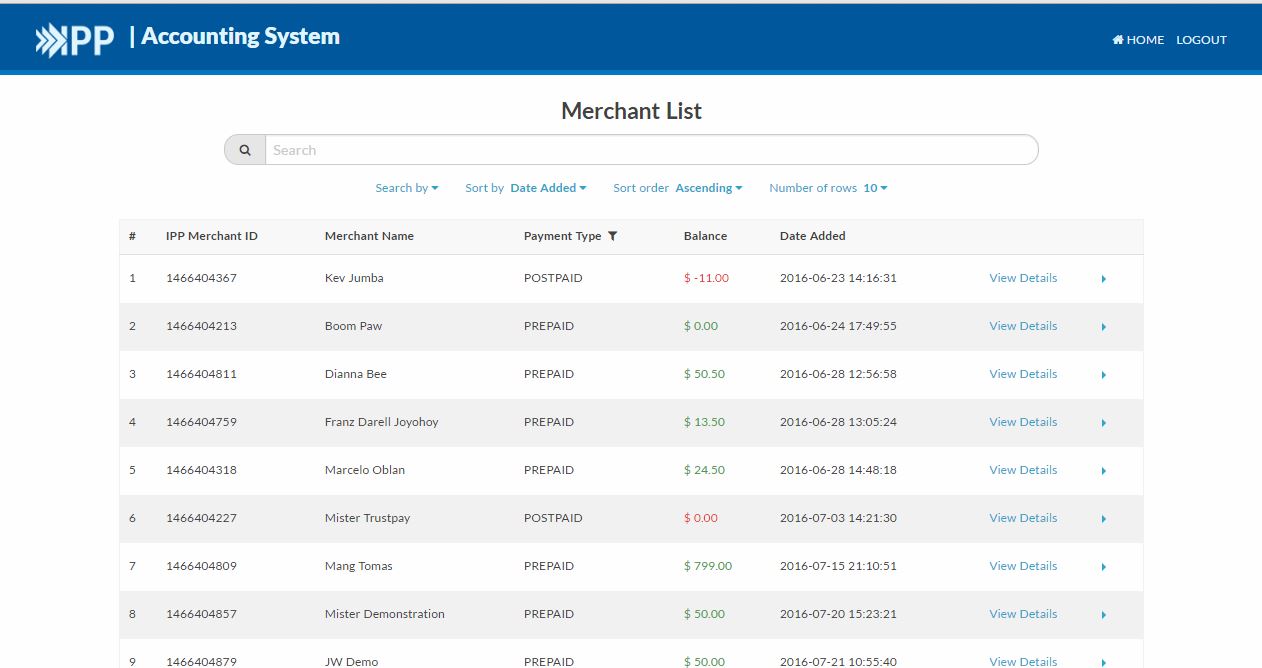 IPP | Accounting System HOME LOGOUT
Merchant List
Search
Search by Sort by Date Added Sort order Ascending Number of rows 10
# IPP Merchant ID Merchant Name Payment Type Balance Date Added
1 1466404367 Kev Jumba POSTPAID $ -11.00 2016-06-23 14:16:31 View Details
2 1466404213 Boom Paw PREPAID $ 0.00 2016-06-24 17:49:55 View Details
3 1466404811 Dianna Bee PREPAID $ 50.50 2016-06-28 12:56:58 View Details
4 1466404759 Franz Darell Joyohoy PREPAID $ 13.50 2016-06-28 13:05:24 View Details
5 1466404318 Marcelo Oblan PREPAID $ 24.50 2016-06-28 14:48:18 View Details
6 1466404227 Mister Trustpay POSTPAID $ 0.00 2016-07-03 14:21:30 View Details
7 1466404809 Mang Tomas PREPAID $ 799.00 2016-07-15 21:10:51 View Details
8 1466404857 Mister Demonstration PREPAID $ 50.00 2016-07-20 15:23:21 View Details
9 1466404879 JW Demo PREPAID $ 50.00 2016-07-21 10:55:40 View Details